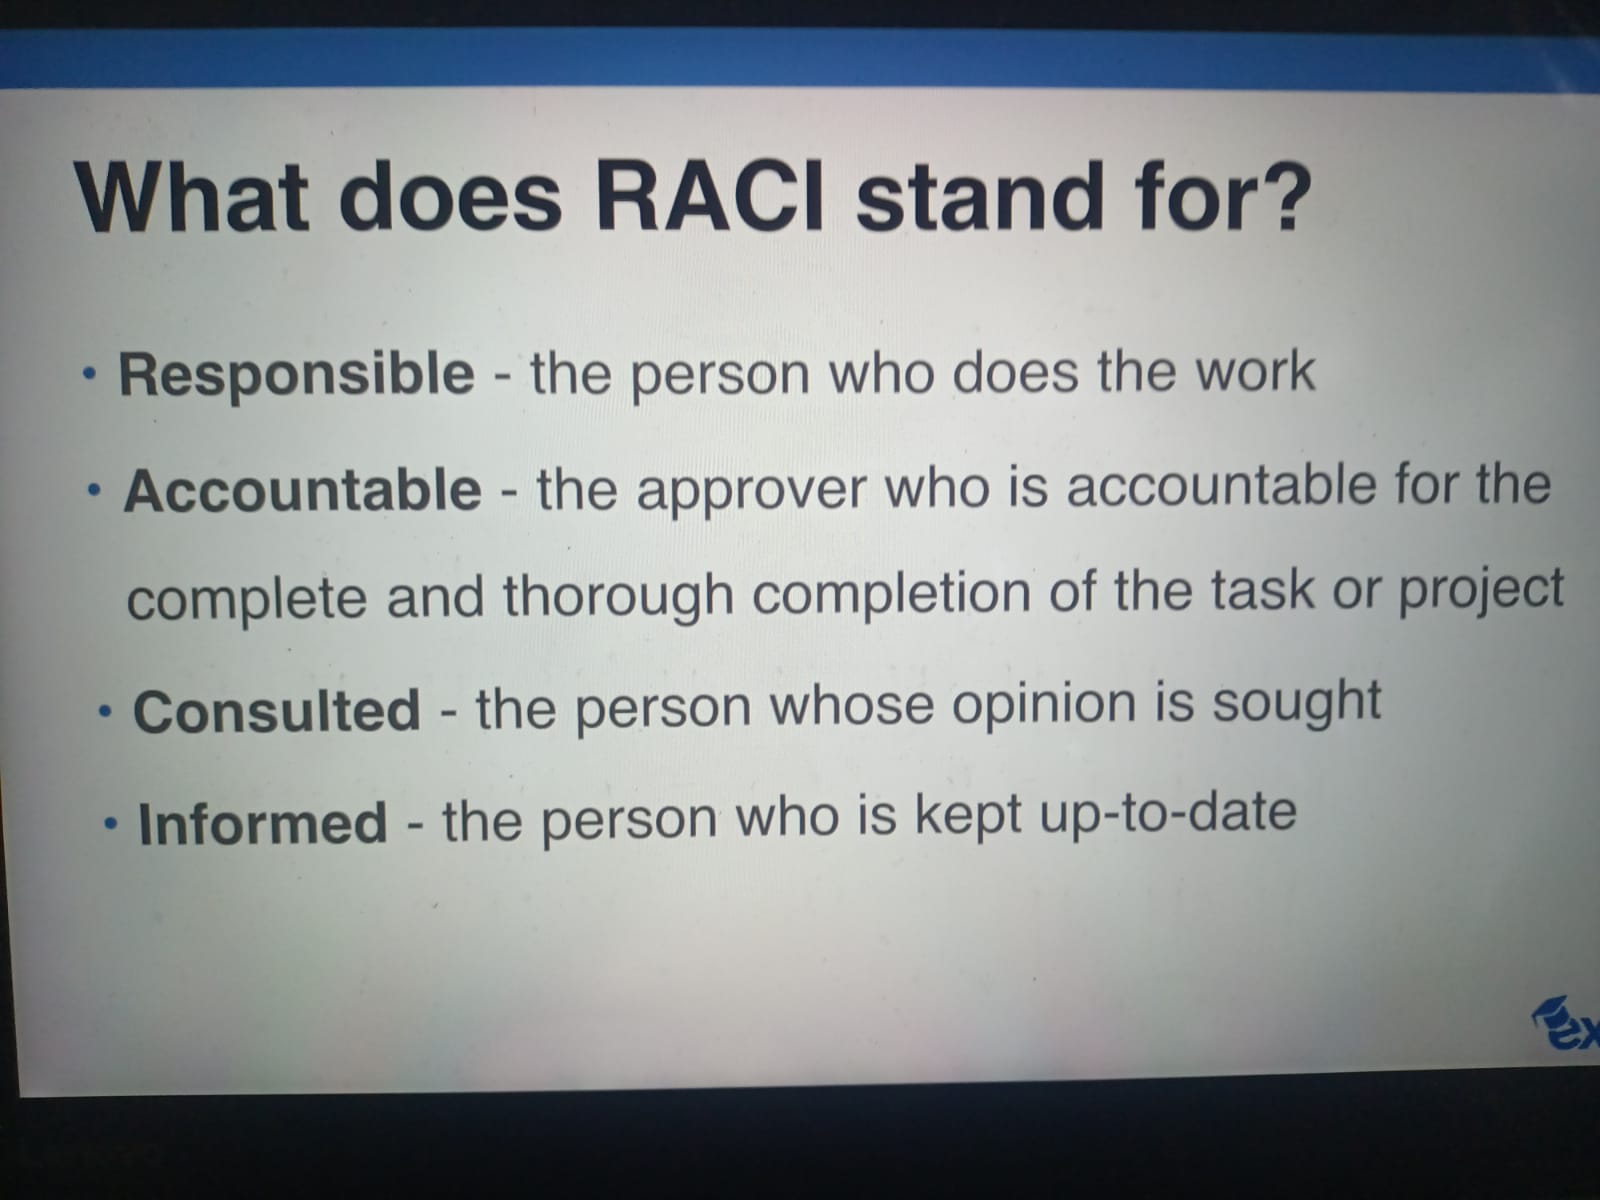 What does RACI stand for?
• Responsible - the person who does the work
• Accountable - the approver who is accountable for the
complete and thorough completion of the task or project
• Consulted - the person whose opinion is sought
• Informed - the person who is kept up-to-date
ex